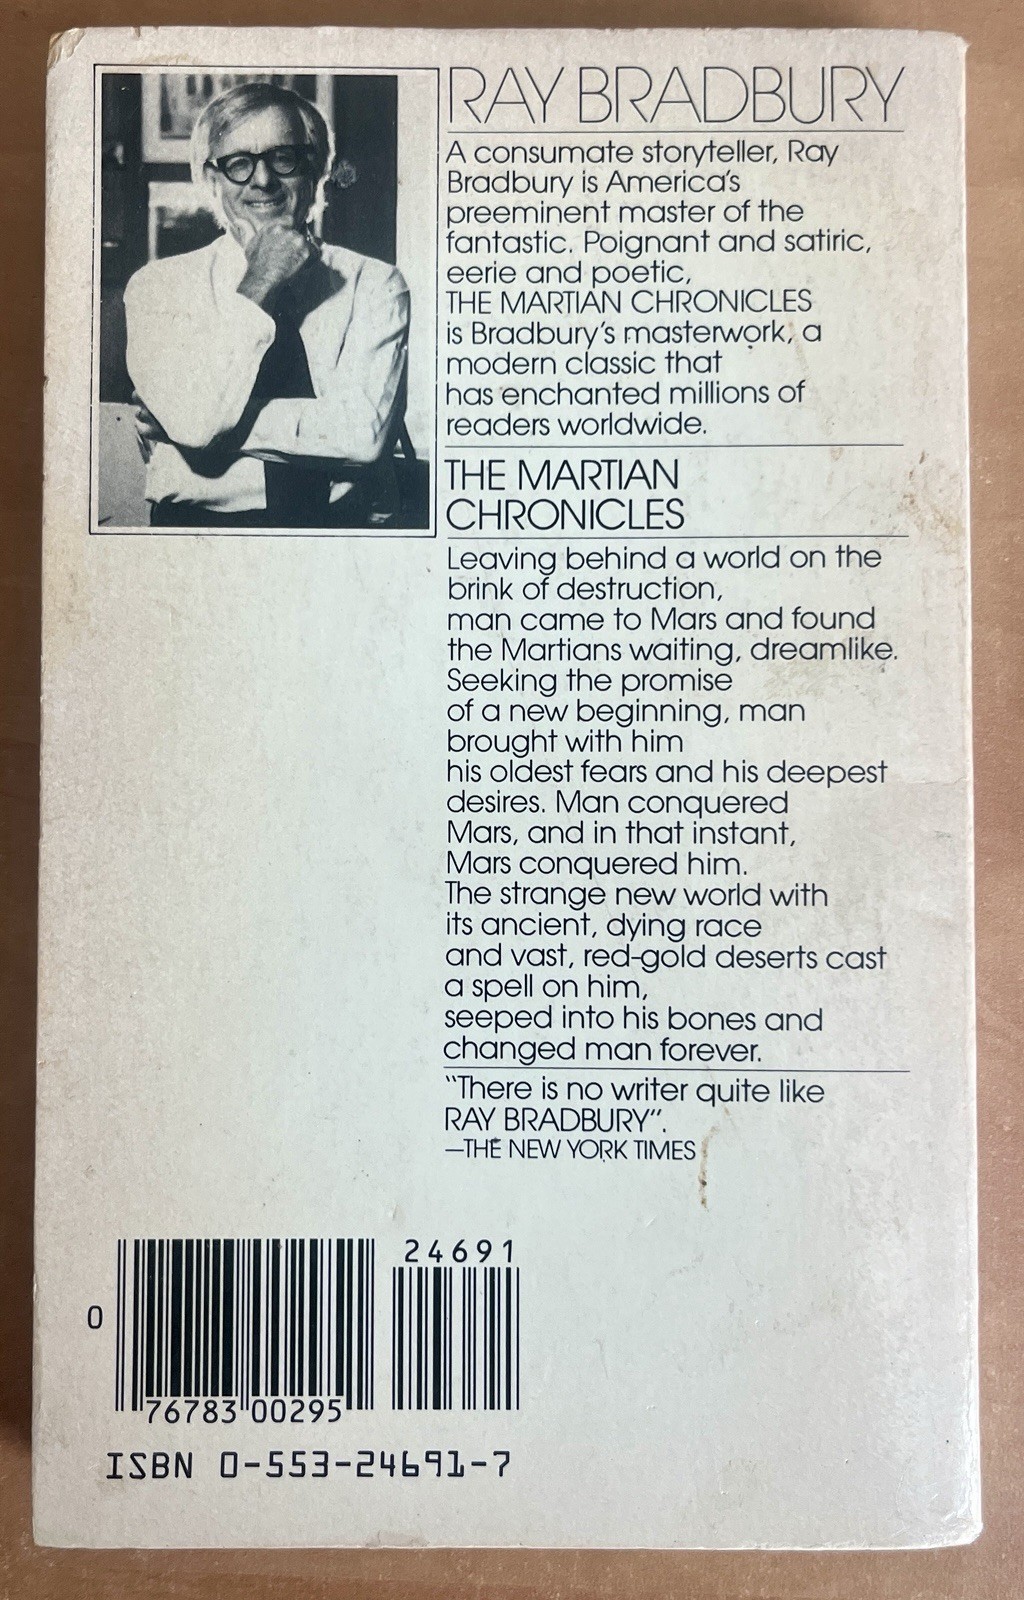 RAY BRADBURY
A consumate storyteller, Ray
Bradbury is America's
preeminent master of the
fantastic. Poignant and satiric,
eerie and poetic,
THE MARTIAN CHRONICLES
is Bradbury's masterwork, a
modern classic that
has enchanted millions of
readers worldwide.
THE MARTIAN
CHRONICLES
Leaving behind a world on the
brink of destruction,
man came to Mars and found
the Martians waiting, dreamlike.
Seeking the promise
of a new beginning, man
brought with him
his oldest fears and his deepest
desires. Man conquered
Mars, and in that instant,
Mars conquered him.
The strange new world with
its ancient, dying race
and vast, red-gold deserts cast
a spell on him,
seeped into his bones and
changed man forever.
"There is no writer quite like
RAY BRADBURY".
—THE NEW YORK TIMES
24691
0
76783 00295
ISBN 0-553-24691-7